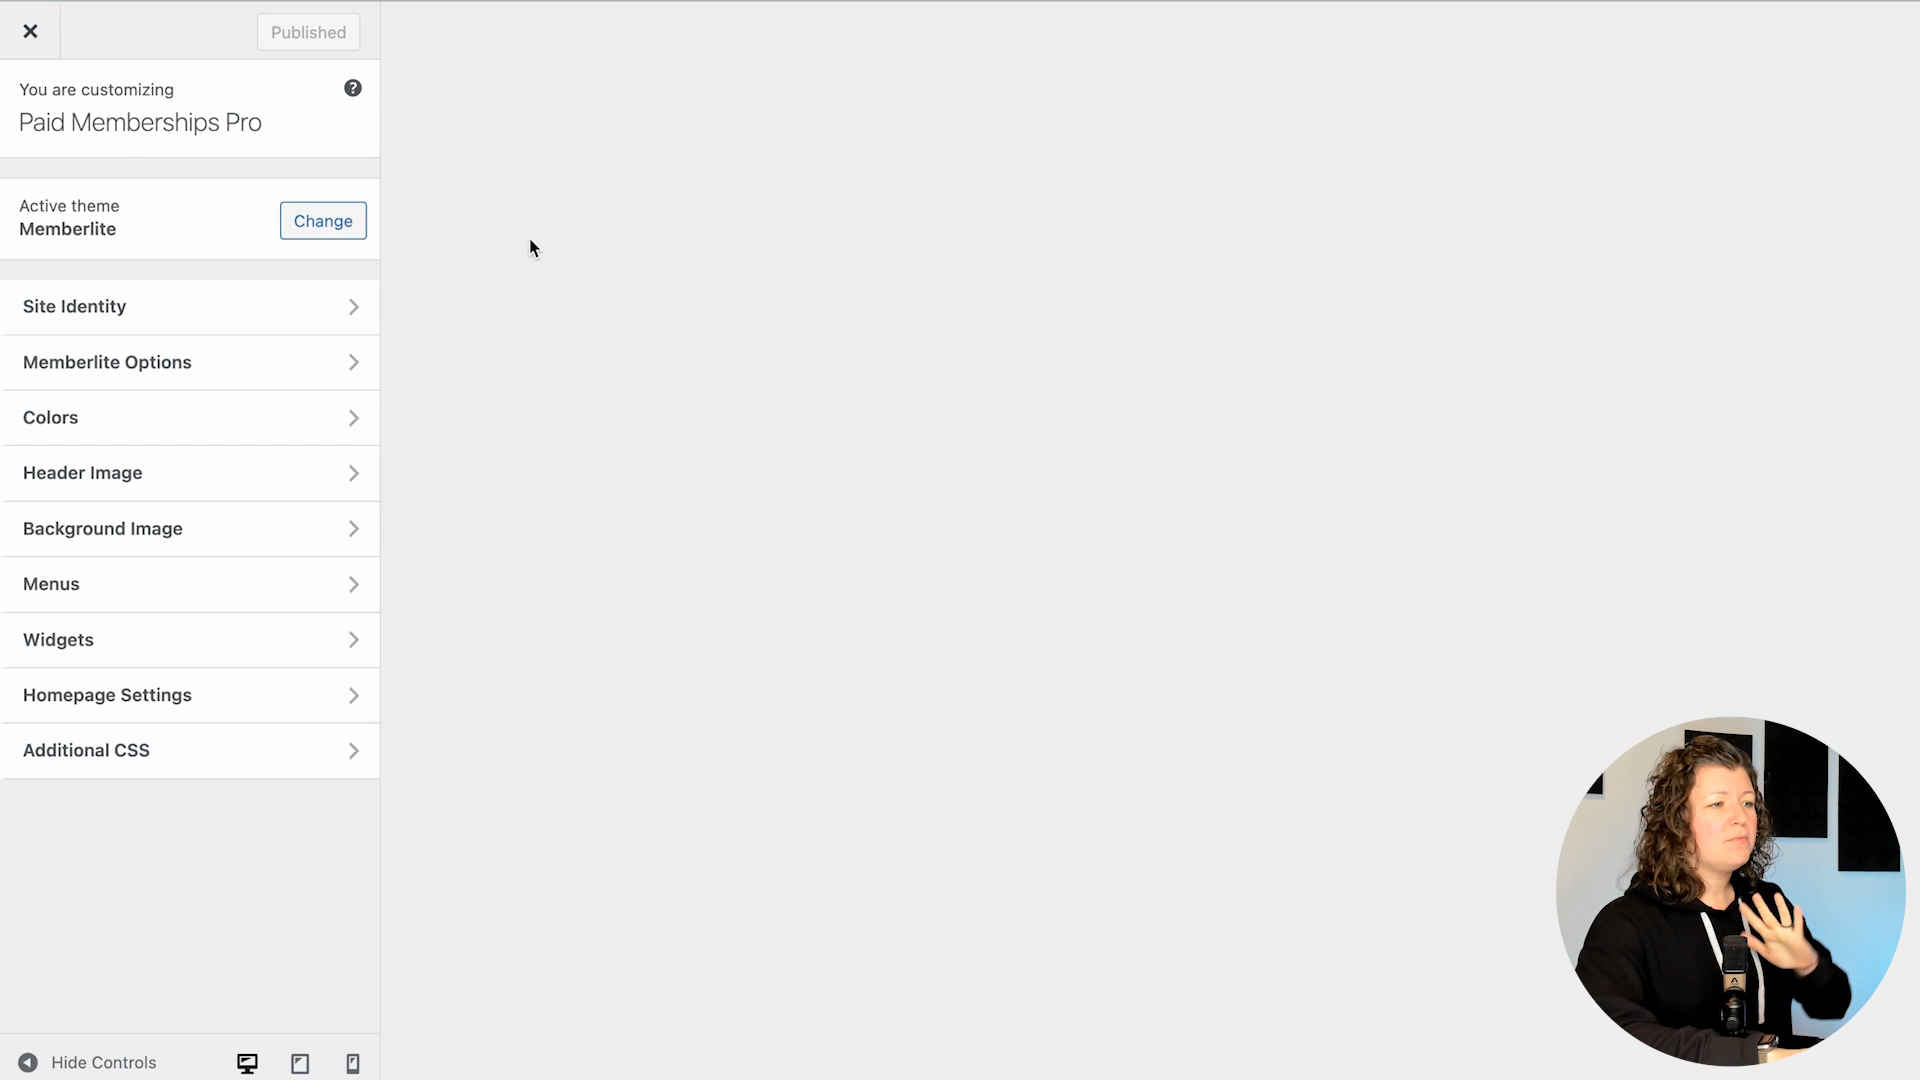 Published
You are customizing
Paid Memberships Pro
Active theme
Memberlite
Change
Site Identity
Memberlite Options
Colors
Header Image
Background Image
Menus
Widgets
Homepage Settings
Additional CSS
Hide Controls